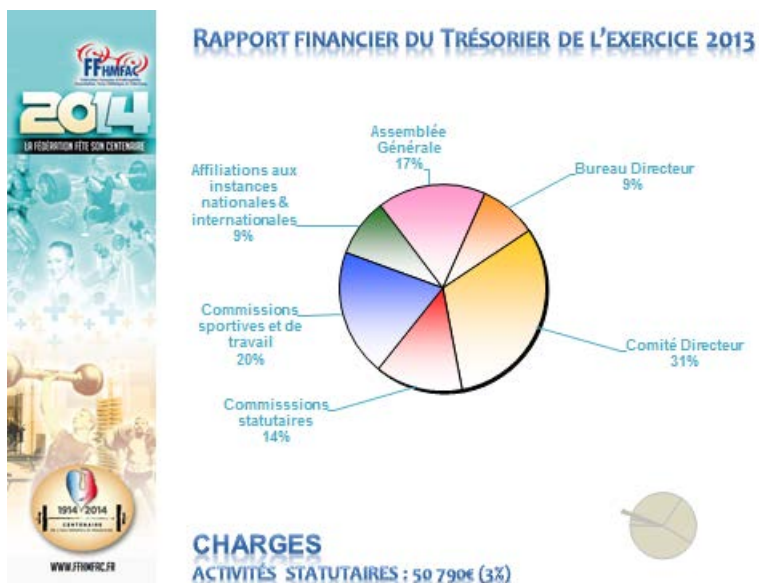 RAPPORT FINANCIER DU TRÉSORIER DE L'EXERCICE 2013
FFHMFAC
2014
LA FÉDÉRATION FÊTE SON CENTENAIRE
Assemblée
Générale
17%
Bureau Directeur
9%
Affiliations aux
instances
nationales &
internationales
9%
Commissions
sportives et de
travail
20%
Comité Directeur
31%
Commisssions
statutaires
14%
1914 2014
CENTENAIRE
WWW.FFHMFAC.FR
CHARGES
ACTIVITÉS STATUTAIRES : 50 790€ (3%)